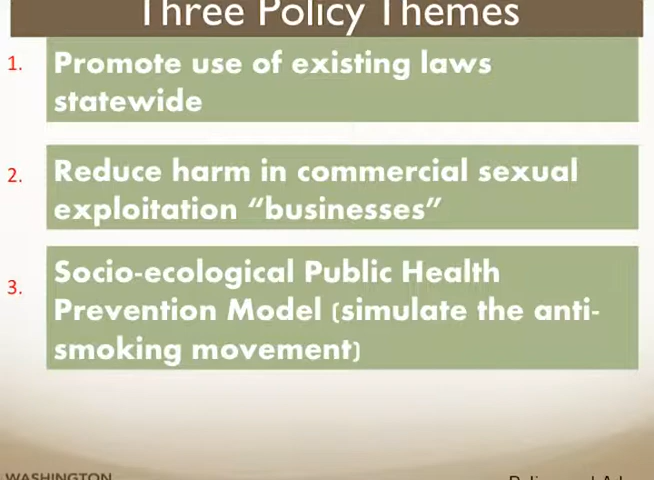 Three Policy Themes
1. Promote use of existing laws
statewide
2. Reduce harm in commercial sexual
exploitation “businesses”
3. Socio-ecological Public Health
Prevention Model (simulate the anti-
smoking movement)
WASHINGTON